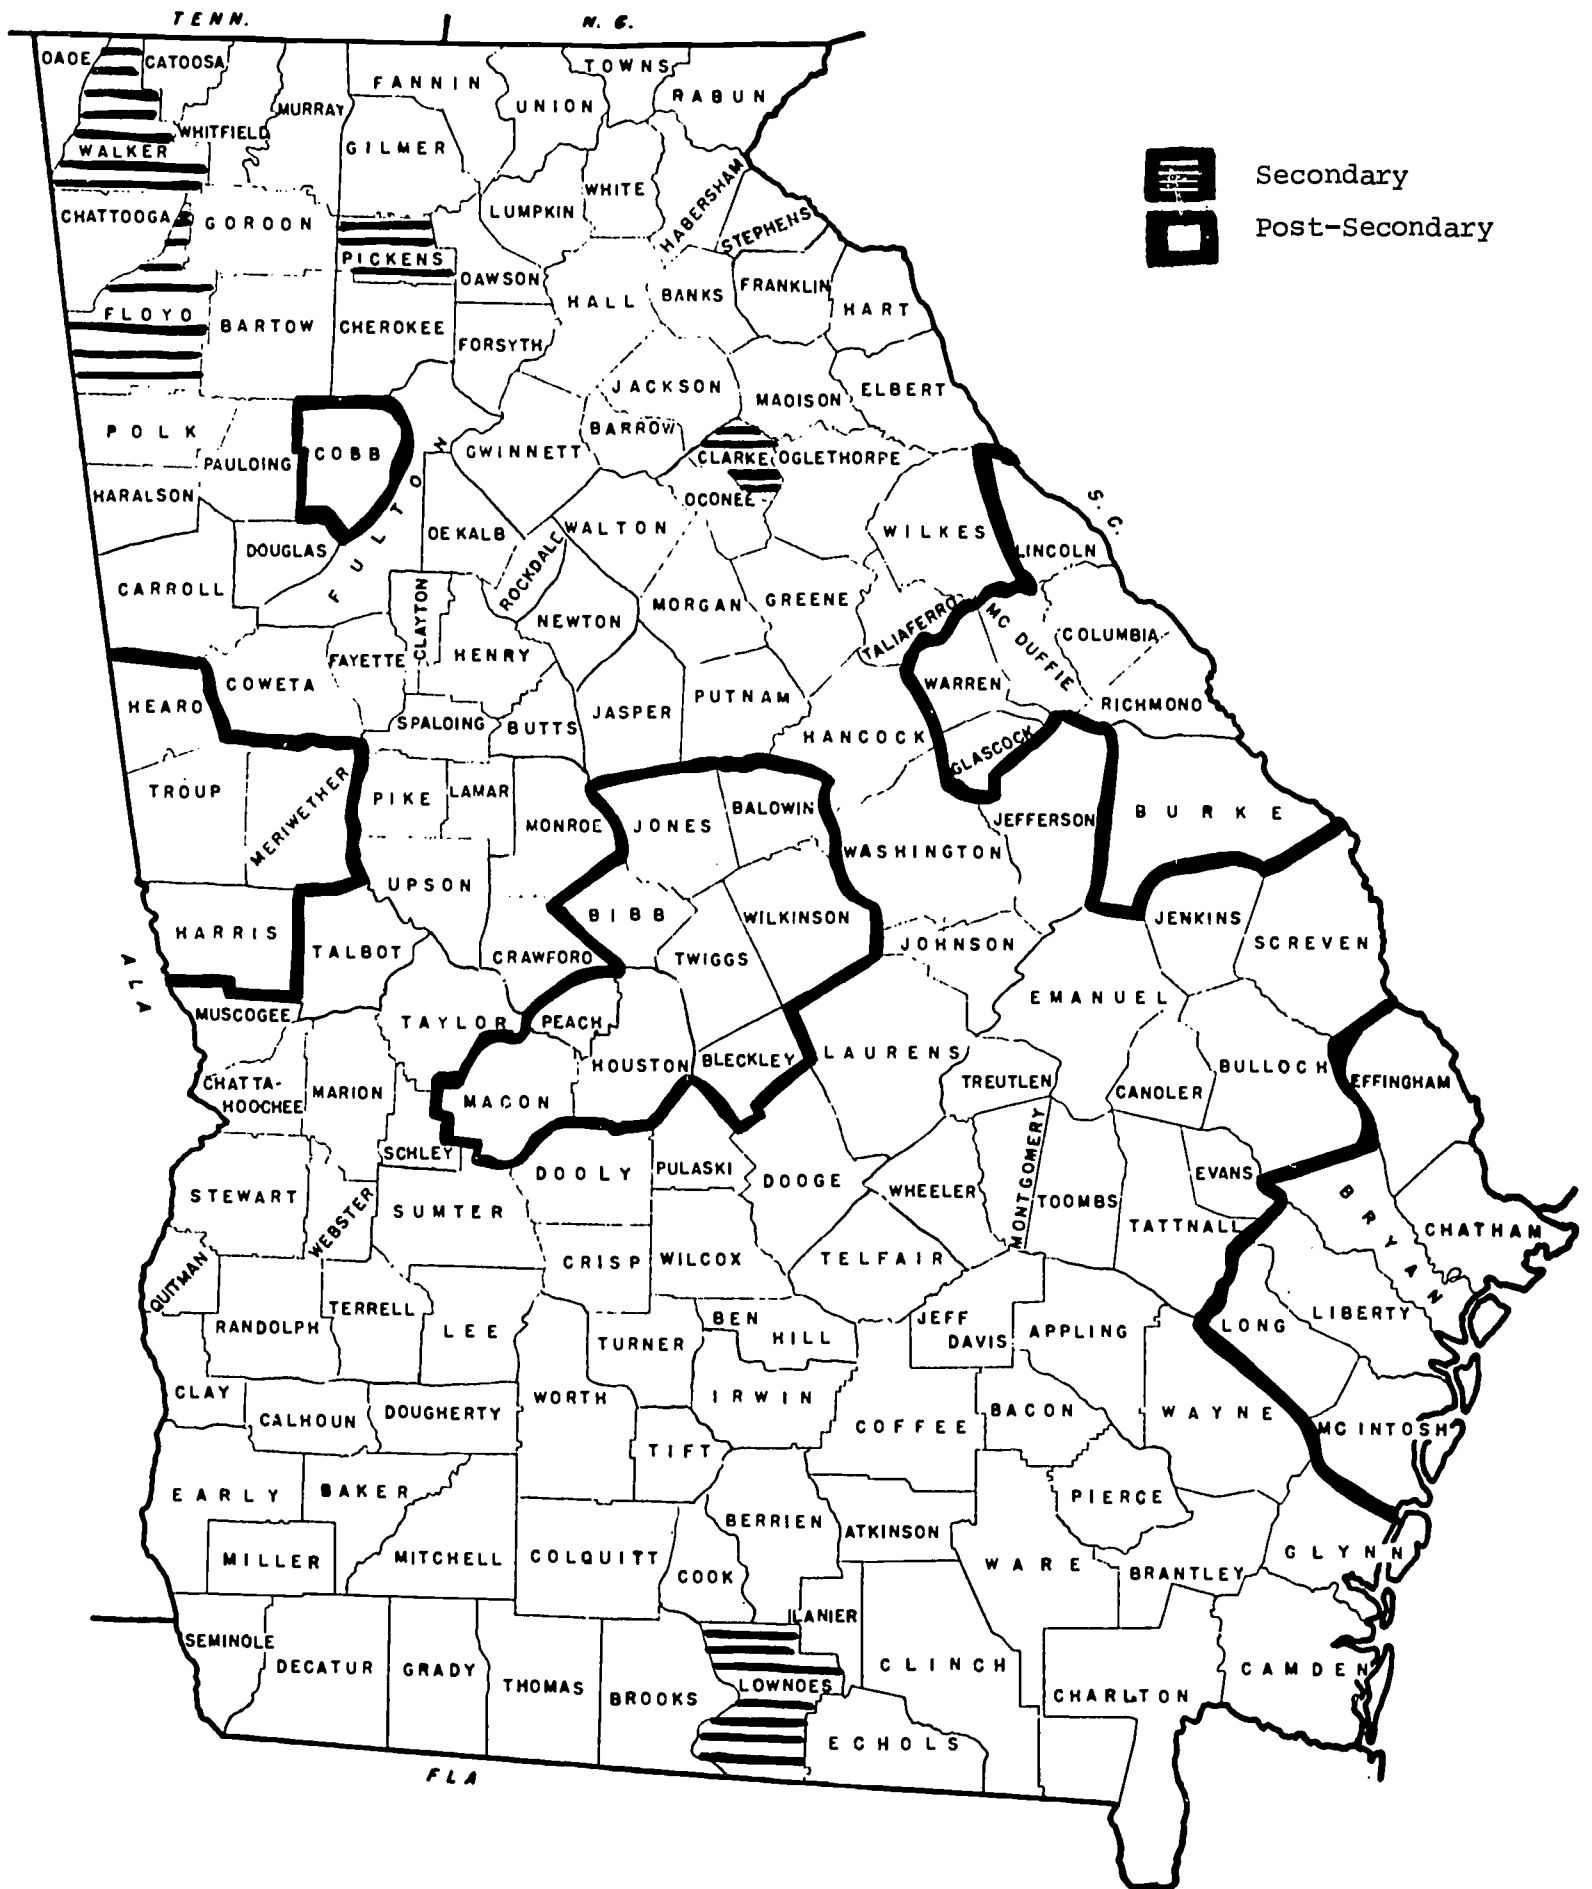 TENN. N. C.
DADE CATOOSA FANNIN TOWNS
UNION RABUN
MURRAY
WHITFIELD
WALKER GILMER
WHITE HABERSHAM
CHATTOOGA GORDON LUMPKIN STEPHENS
PICKENS
DAWSON
HALL BANKS FRANKLIN HART
FLOYD BARTOW CHEROKEE
FORSYTH
JACKSON MADISON ELBERT
POLK COBB GWINNETT BARROW
PAULDING CLARKE OGLETHORPE
HARALSON OCONEE
DOUGLAS FULTON DEKALB WALTON WILKES LINCOLN
S. C.
CARROLL CLAYTON ROCKDALE
NEWTON MORGAN GREENE TALIAFERRO MC DUFFIE COLUMBIA
FAYETTE HENRY
HEARD COWETA WARREN
SPALDING BUTTS JASPER PUTNAM HANCOCK RICHMOND
GLASCOCK
TROUP MERIWETHER PIKE LAMAR
MONROE JONES BALDWIN JEFFERSON BURKE
WASHINGTON
UPSON
BIBB WILKINSON JENKINS
HARRIS TALBOT CRAWFORD TWIGGS JOHNSON SCREVEN
ALA
MUSCOGEE TAYLOR PEACH EMANUEL
HOUSTON BLECKLEY LAURENS BULLOCH
CHATTA-
HOOCHEE MARION MACON TREUTLEN CANDLER EFFINGHAM
SCHLEY
DOOLY PULASKI DODGE MONTGOMERY EVANS
STEWART WEBSTER SUMTER WHEELER TOOMBS BRYAN
TATTNALL CHATHAM
QUITMAN CRISP WILCOX TELFAIR
RANDOLPH TERRELL LEE TURNER
BEN HILL JEFF DAVIS APPLING LONG LIBERTY
CLAY CALHOUN DOUGHERTY WORTH IRWIN
COFFEE BACON WAYNE MC INTOSH
TIFT
EARLY BAKER PIERCE
BERRIEN ATKINSON
MILLER MITCHELL COLQUITT COOK WARE BRANTLEY GLYNN
LANIER
SEMINOLE DECATUR GRADY THOMAS BROOKS LOWNDES CLINCH CHARLTON CAMDEN
ECHOLS
FLA
Secondary
Post-Secondary